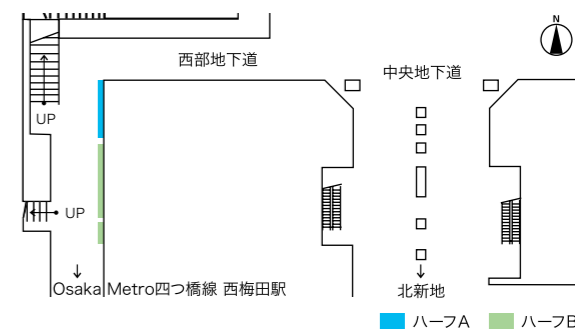 N
西部地下道
中央地下道
UP
UP
Osaka Metro四つ橋線 西梅田駅
北新地
ハーフA
ハーフB